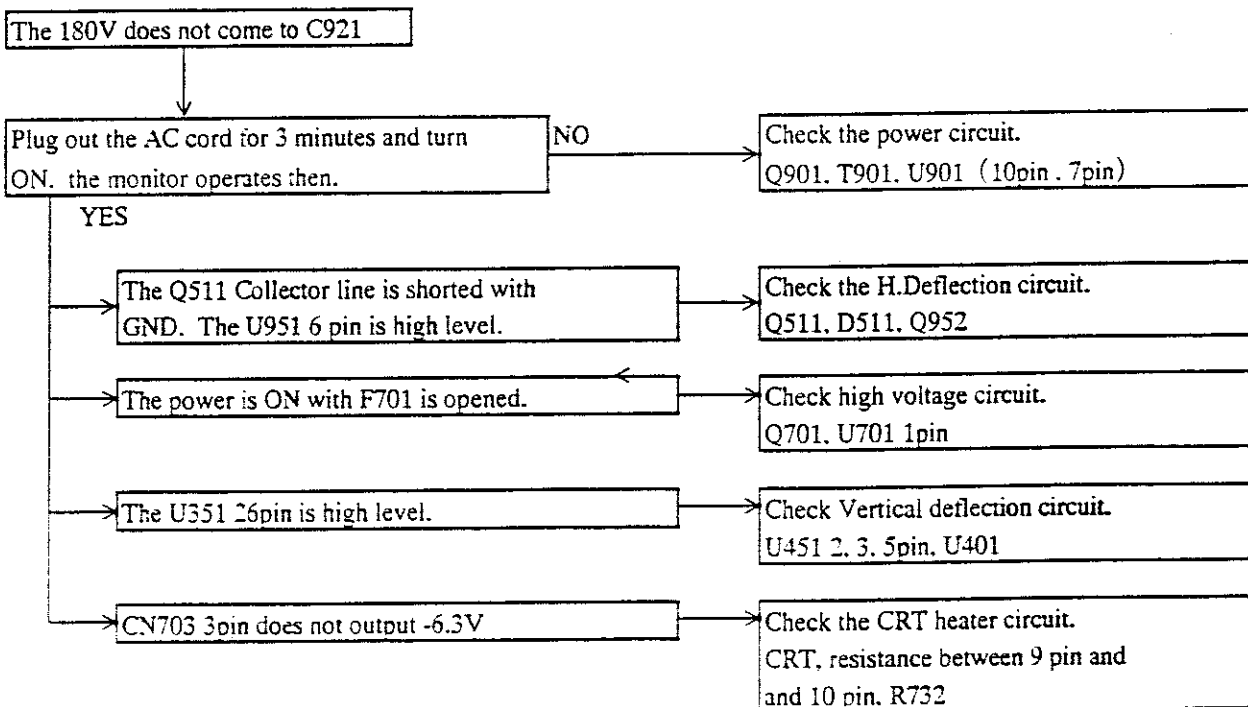 The 180V does not come to C921
Plug out the AC cord for 3 minutes and turn
ON. the monitor operates then.
NO
Check the power circuit.
Q901. T901. U901 (10pin . 7pin)
YES
The Q511 Collector line is shorted with
GND. The U951 6 pin is high level.
Check the H.Deflection circuit.
Q511, D511, Q952
The power is ON with F701 is opened.
Check high voltage circuit.
Q701, U701 1pin
The U351 26pin is high level.
Check Vertical deflection circuit.
U451 2, 3, 5pin, U401
CN703 3pin does not output -6.3V
Check the CRT heater circuit.
CRT, resistance between 9 pin and
and 10 pin, R732